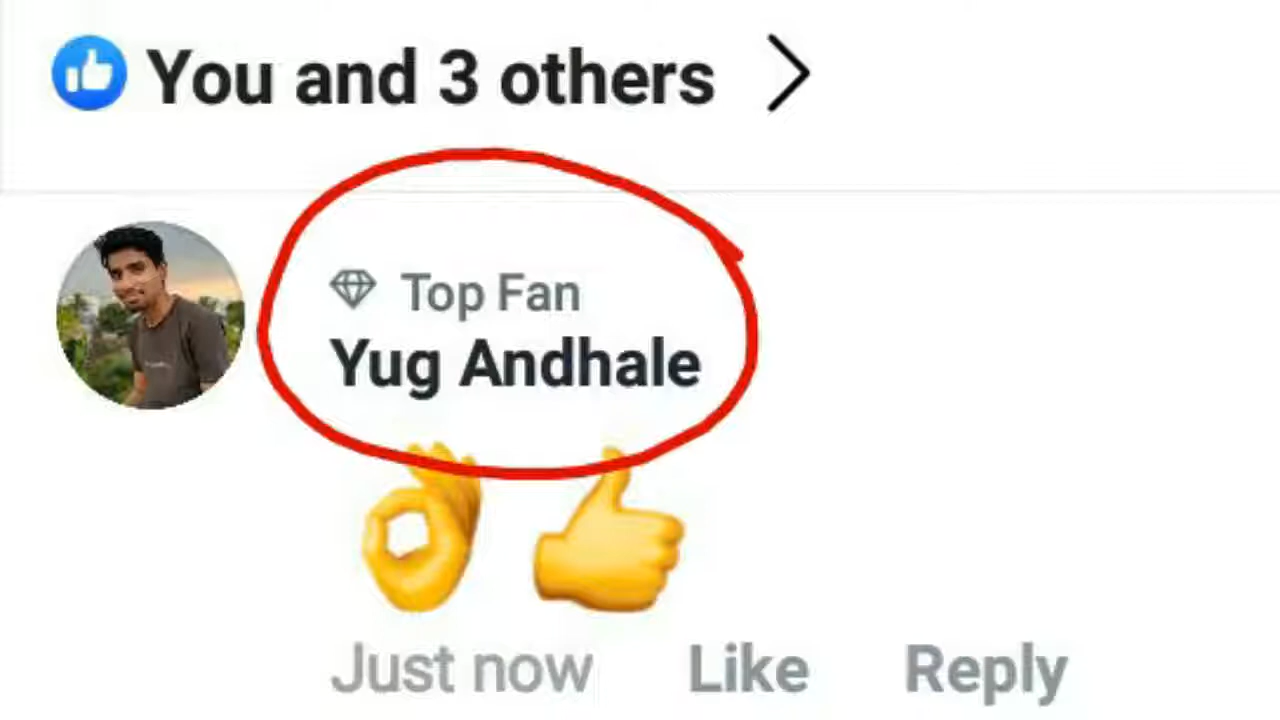 You and 3 others
Top Fan
Yug Andhale
👌 👍
Just now Like Reply